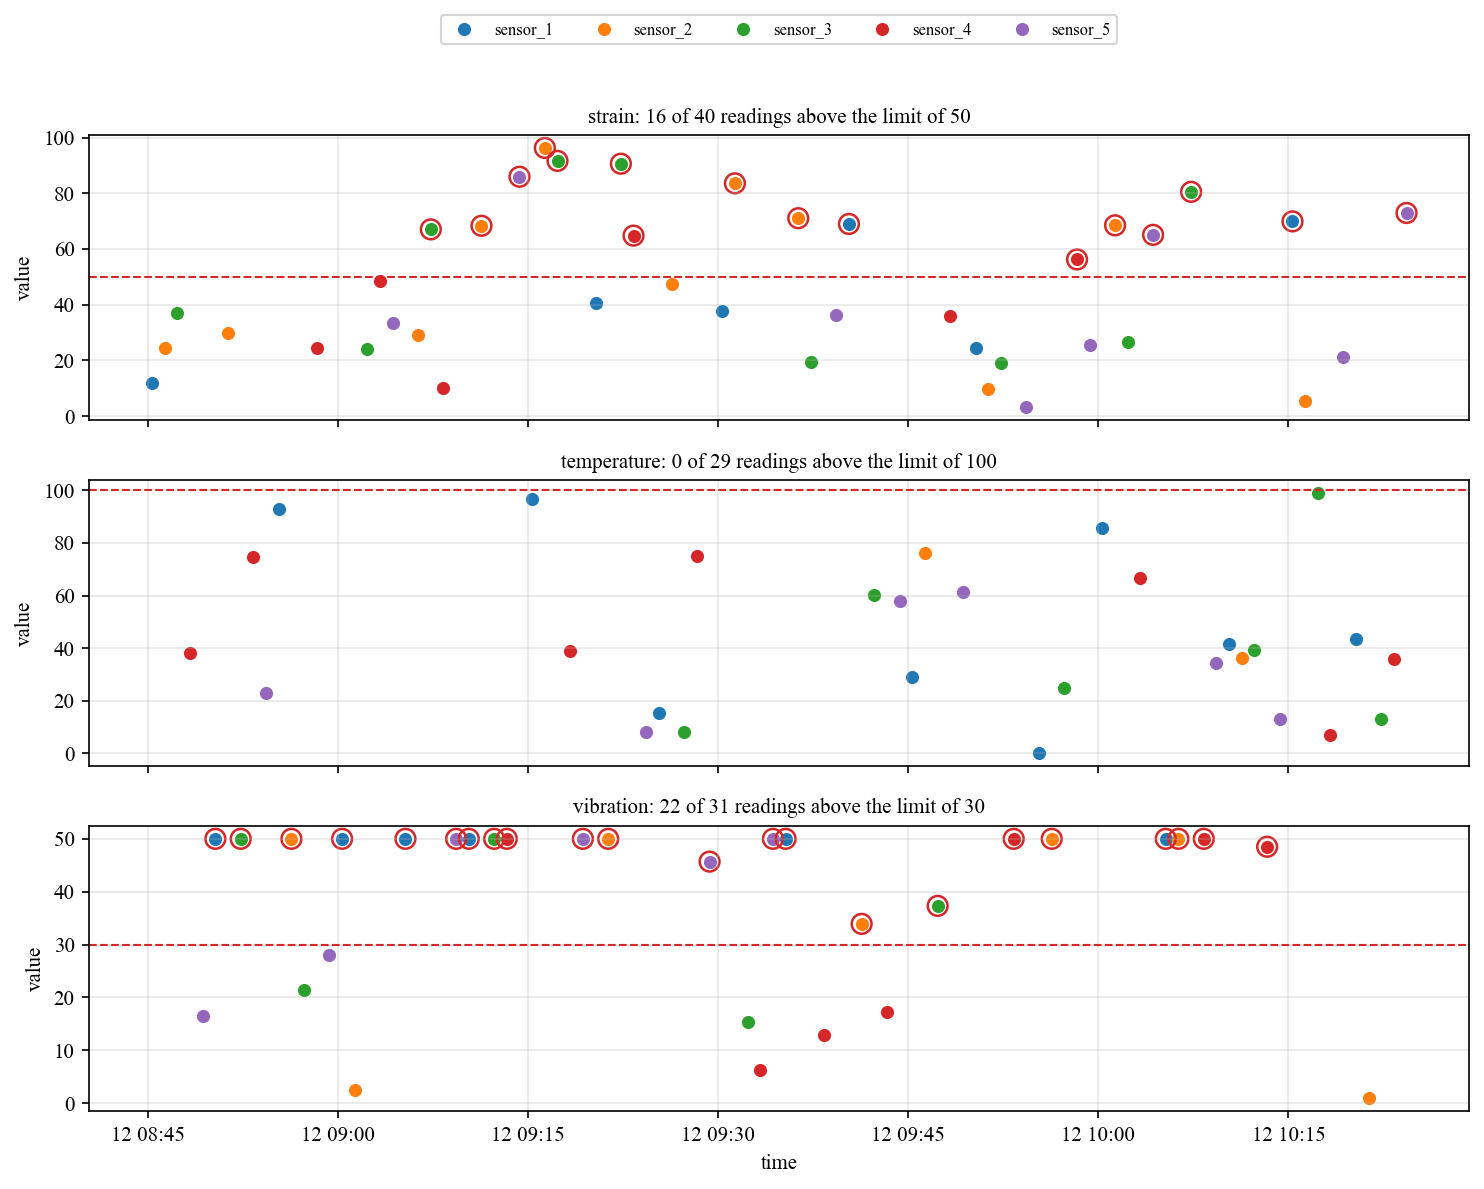 sensor_1 sensor_2 sensor_3 sensor_4 sensor_5
strain: 16 of 40 readings above the limit of 50
100
80
60
40
20
0
value
temperature: 0 of 29 readings above the limit of 100
100
80
60
40
20
0
value
vibration: 22 of 31 readings above the limit of 30
50
40
30
20
10
0
value
12 08:45 12 09:00 12 09:15 12 09:30 12 09:45 12 10:00 12 10:15
time